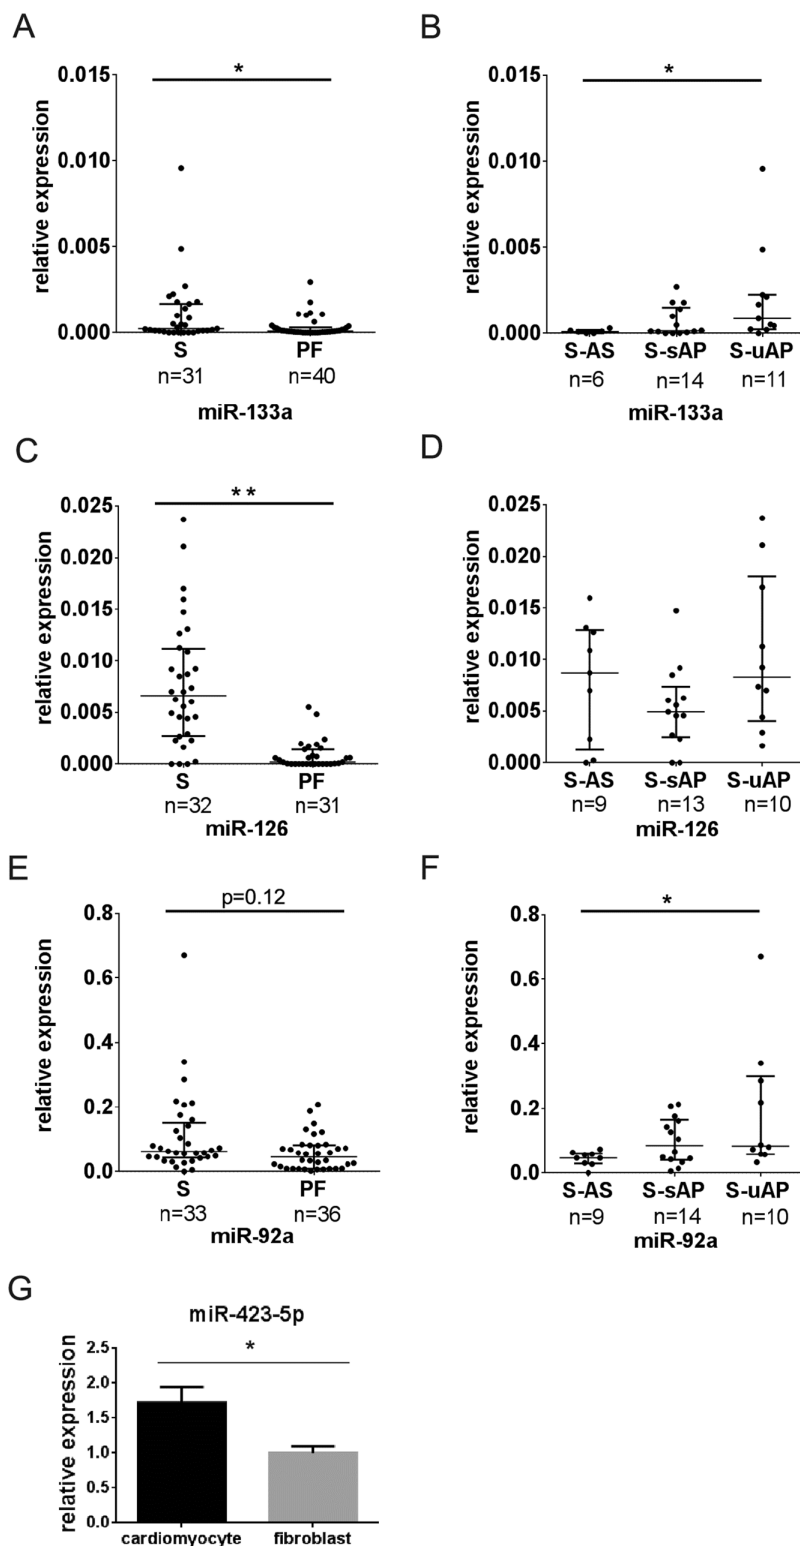 A
0.015
0.010
0.005
0.000
relative expression
*
S PF
n=31 n=40
miR-133a
B
0.015
0.010
0.005
0.000
relative expression
*
S-AS S-sAP S-uAP
n=6 n=14 n=11
miR-133a
C
0.025
0.020
0.015
0.010
0.005
0.000
relative expression
**
S PF
n=32 n=31
miR-126
D
0.025
0.020
0.015
0.010
0.005
0.000
relative expression
S-AS S-sAP S-uAP
n=9 n=13 n=10
miR-126
E
p=0.12
0.8
0.6
0.4
0.2
0.0
relative expression
S PF
n=33 n=36
miR-92a
F
*
0.8
0.6
0.4
0.2
0.0
relative expression
S-AS S-sAP S-uAP
n=9 n=14 n=10
miR-92a
G
miR-423-5p
*
2.5
2.0
1.5
1.0
0.5
0.0
relative expression
cardiomyocyte fibroblast